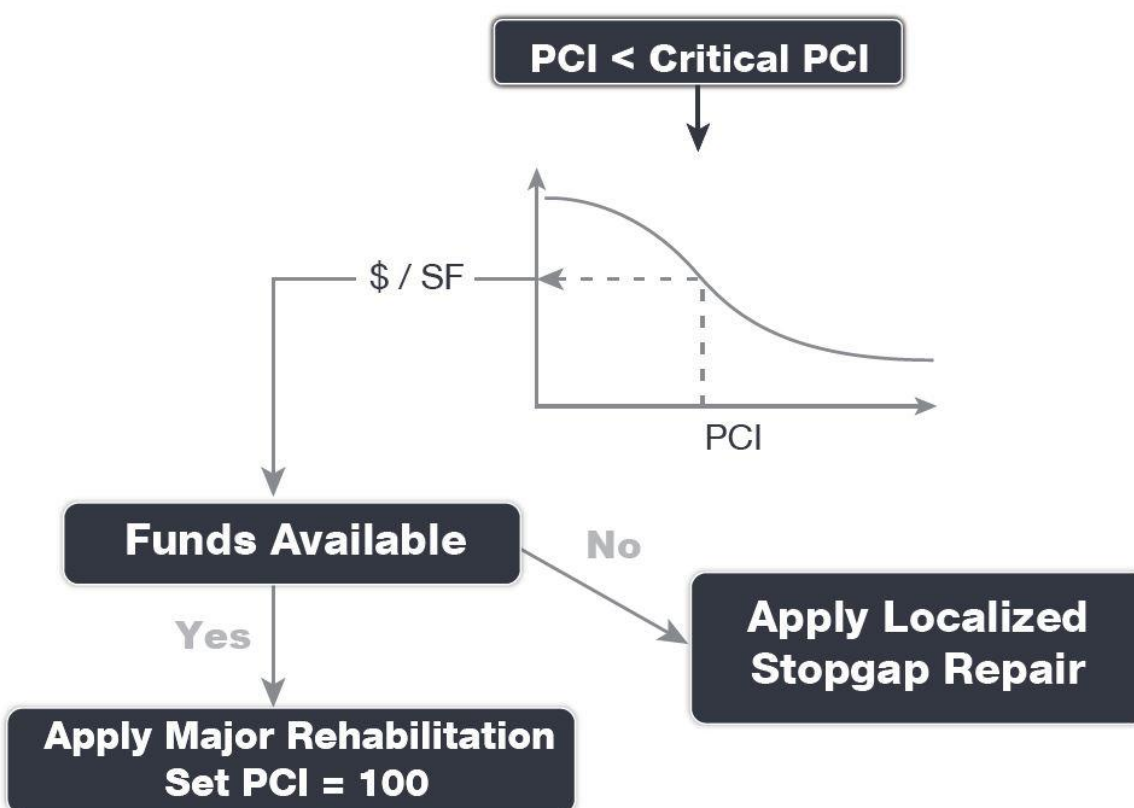 PCI < Critical PCI
$ / SF
PCI
Funds Available
No
Yes
Apply Localized
Stopgap Repair
Apply Major Rehabilitation
Set PCI = 100